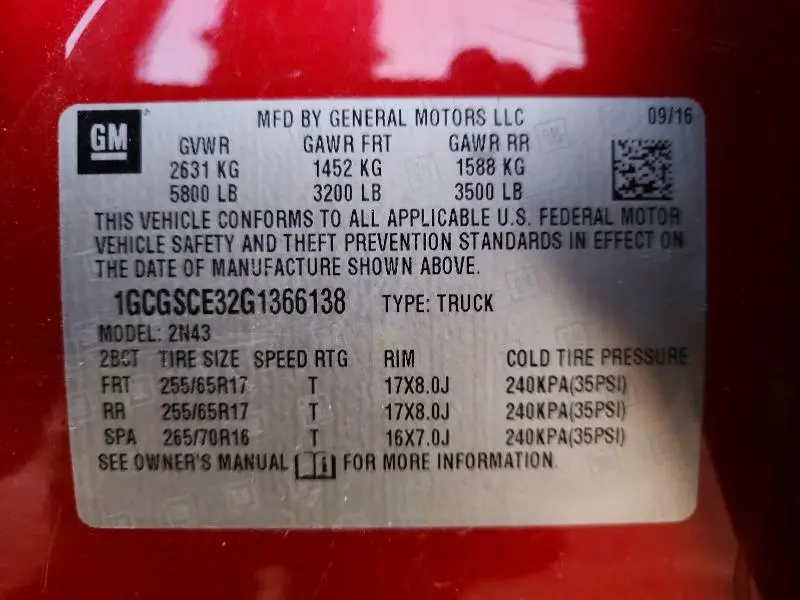 GM MFD BY GENERAL MOTORS LLC 09/16
GVWR GAWR FRT GAWR RR
2631 KG 1452 KG 1588 KG
5800 LB 3200 LB 3500 LB
THIS VEHICLE CONFORMS TO ALL APPLICABLE U.S. FEDERAL MOTOR
VEHICLE SAFETY AND THEFT PREVENTION STANDARDS IN EFFECT ON
THE DATE OF MANUFACTURE SHOWN ABOVE.
1GCGSCE32G1366138 TYPE: TRUCK
MODEL: 2N43
2BCT TIRE SIZE SPEED RTG RIM COLD TIRE PRESSURE
FRT 255/65R17 T 17X8.0J 240KPA(35PSI)
RR 255/65R17 T 17X8.0J 240KPA(35PSI)
SPA 265/70R16 T 16X7.0J 240KPA(35PSI)
SEE OWNER'S MANUAL FOR MORE INFORMATION.